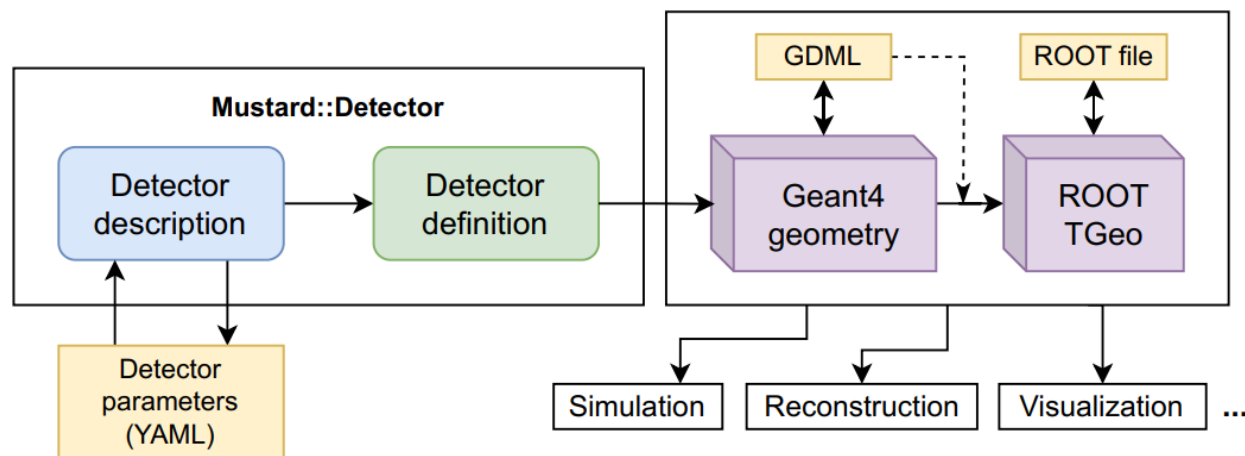 Mustard::Detector
Detector
description
Detector
definition
Detector
parameters
(YAML)
GDML
ROOT file
Geant4
geometry
ROOT
TGeo
Simulation
Reconstruction
Visualization
...